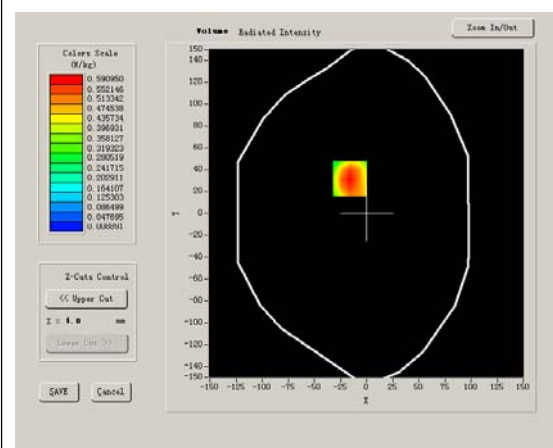 Volume Radiated Intensity
Zoom In/Out
Colors Scale
(W/kg)
0.590950
0.552146
0.513342
0.474538
0.435734
0.396931
0.358127
0.319323
0.280519
0.241715
0.202911
0.164107
0.125303
0.086499
0.047695
0.008891
Z-Cuts Control
<< Upper Cut
Z = 4.0 mm
Lower Cut >>
SAVE
Cancel
150
140
120
100
80
60
40
20
0
-20
-40
-60
-80
-100
-120
-140
-150
Y
-150 -125 -100 -75 -50 -25 0 25 50 75 100 125 150
X